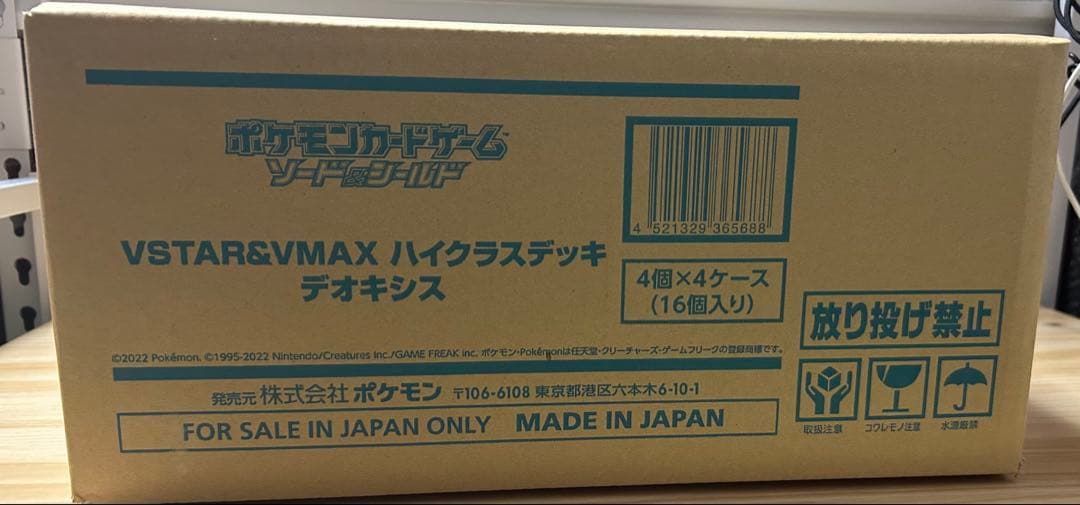 ポケモンカードゲーム™
ソード&シールド
VSTAR&VMAX ハイクラスデッキ
デオキシス
4 521329 365688
4個×4ケース
(16個入り)
放り投げ禁止
©2022 Pokémon. ©1995-2022 Nintendo/Creatures Inc./GAME FREAK inc. ポケモン・Pokémonは任天堂・クリーチャーズ・ゲームフリークの登録商標です。
発売元 株式会社 ポケモン 〒106-6108 東京都港区六本木6-10-1
FOR SALE IN JAPAN ONLY MADE IN JAPAN
取扱注意 コワレモノ注意 水濡厳禁